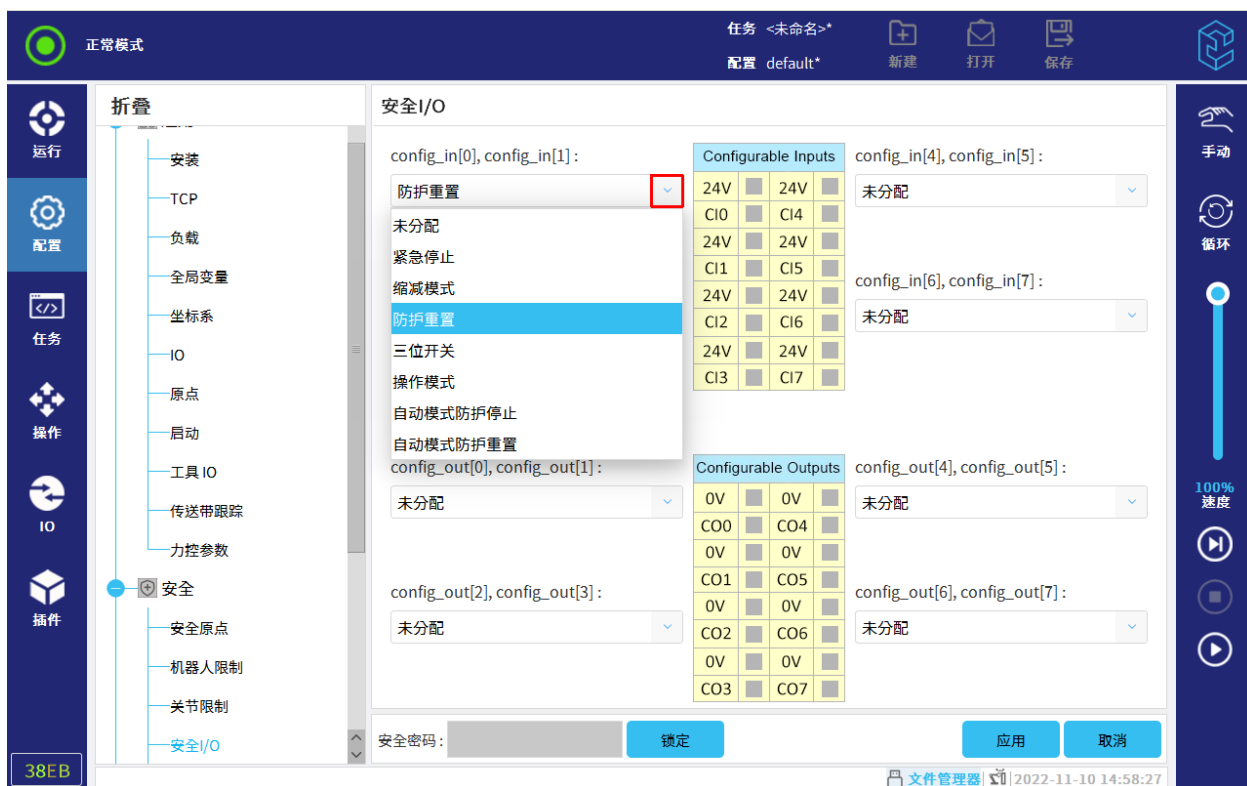 正常模式
任务 <未命名>*
配置 default*
新建
打开
保存
运行
配置
任务
操作
IO
插件
38EB
折叠
安装
TCP
负载
全局变量
坐标系
IO
原点
启动
工具 IO
传送带跟踪
力控参数
安全
安全原点
机器人限制
关节限制
安全I/O
安全I/O
config_in[0], config_in[1] :
防护重置
未分配
紧急停止
缩减模式
防护重置
三位开关
操作模式
自动模式防护停止
自动模式防护重置
Configurable Inputs
24V 24V
CI0 CI4
24V 24V
CI1 CI5
24V 24V
CI2 CI6
24V 24V
CI3 CI7
config_in[4], config_in[5] :
未分配
config_in[6], config_in[7] :
未分配
config_out[0], config_out[1] :
未分配
config_out[2], config_out[3] :
未分配
Configurable Outputs
0V 0V
CO0 CO4
0V 0V
CO1 CO5
0V 0V
CO2 CO6
0V 0V
CO3 CO7
config_out[4], config_out[5] :
未分配
config_out[6], config_out[7] :
未分配
安全密码 :
锁定
应用
取消
文件管理器
2022-11-10 14:58:27
手动
循环
100%
速度